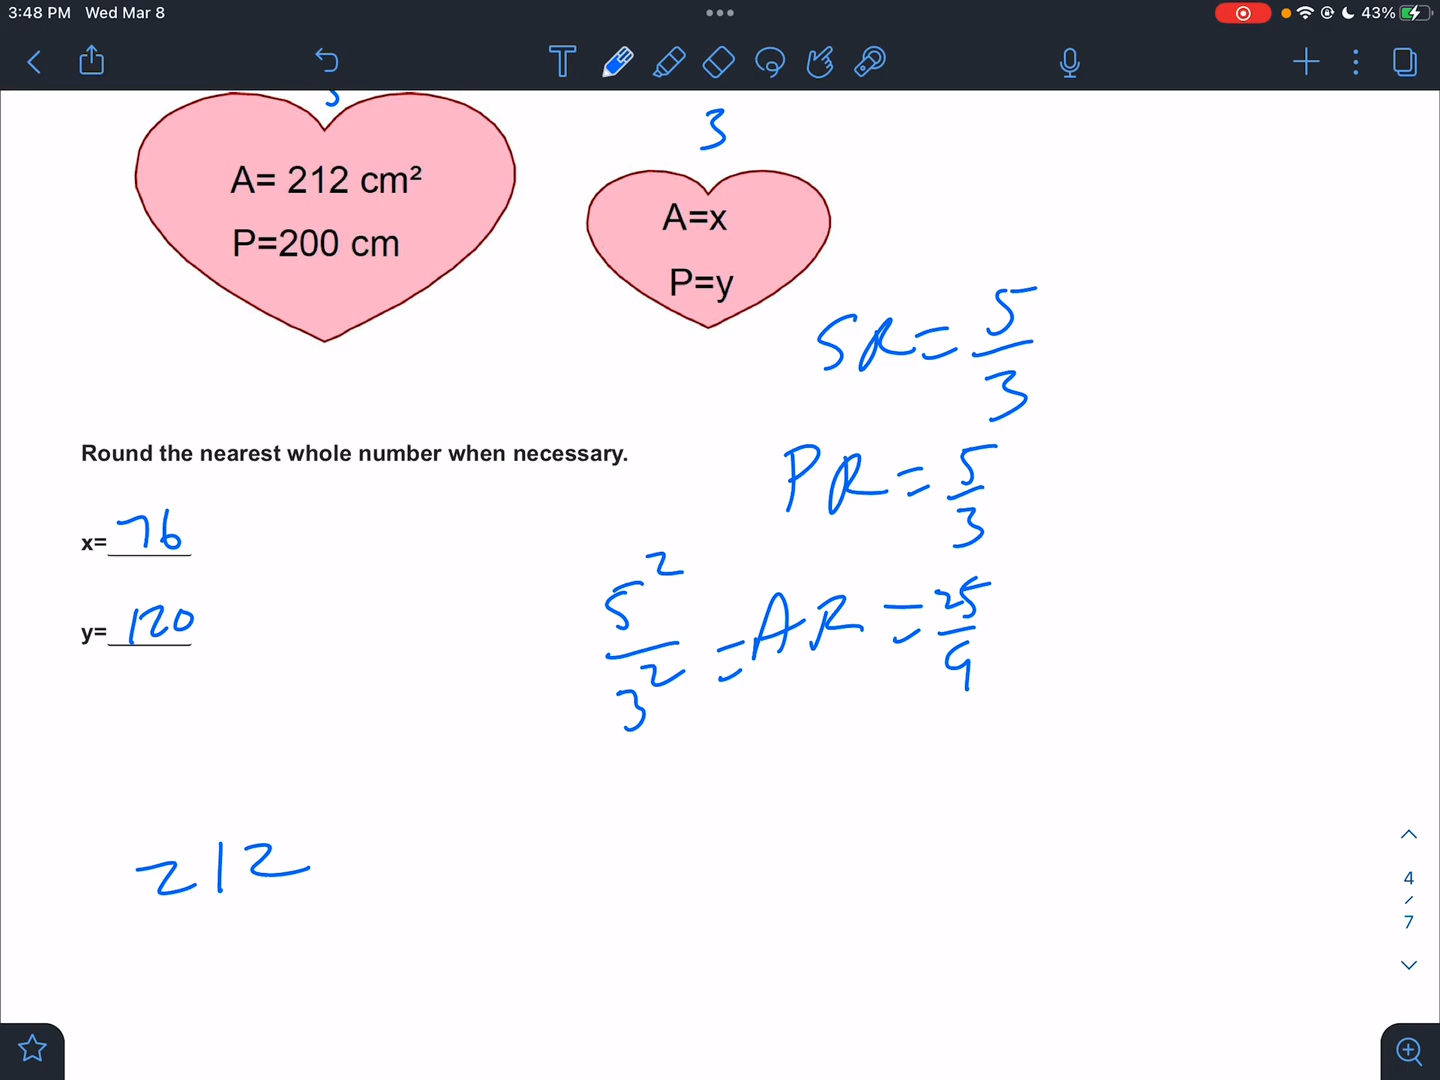 3:48 PM Wed Mar 8
43%
T
3
A= 212 cm²
P=200 cm
A=x
P=y
SR = 5/3
Round the nearest whole number when necessary.
PR = 5/3
x= 76
y= 120
5²/3² = AR = 25/9
212
4
/
7